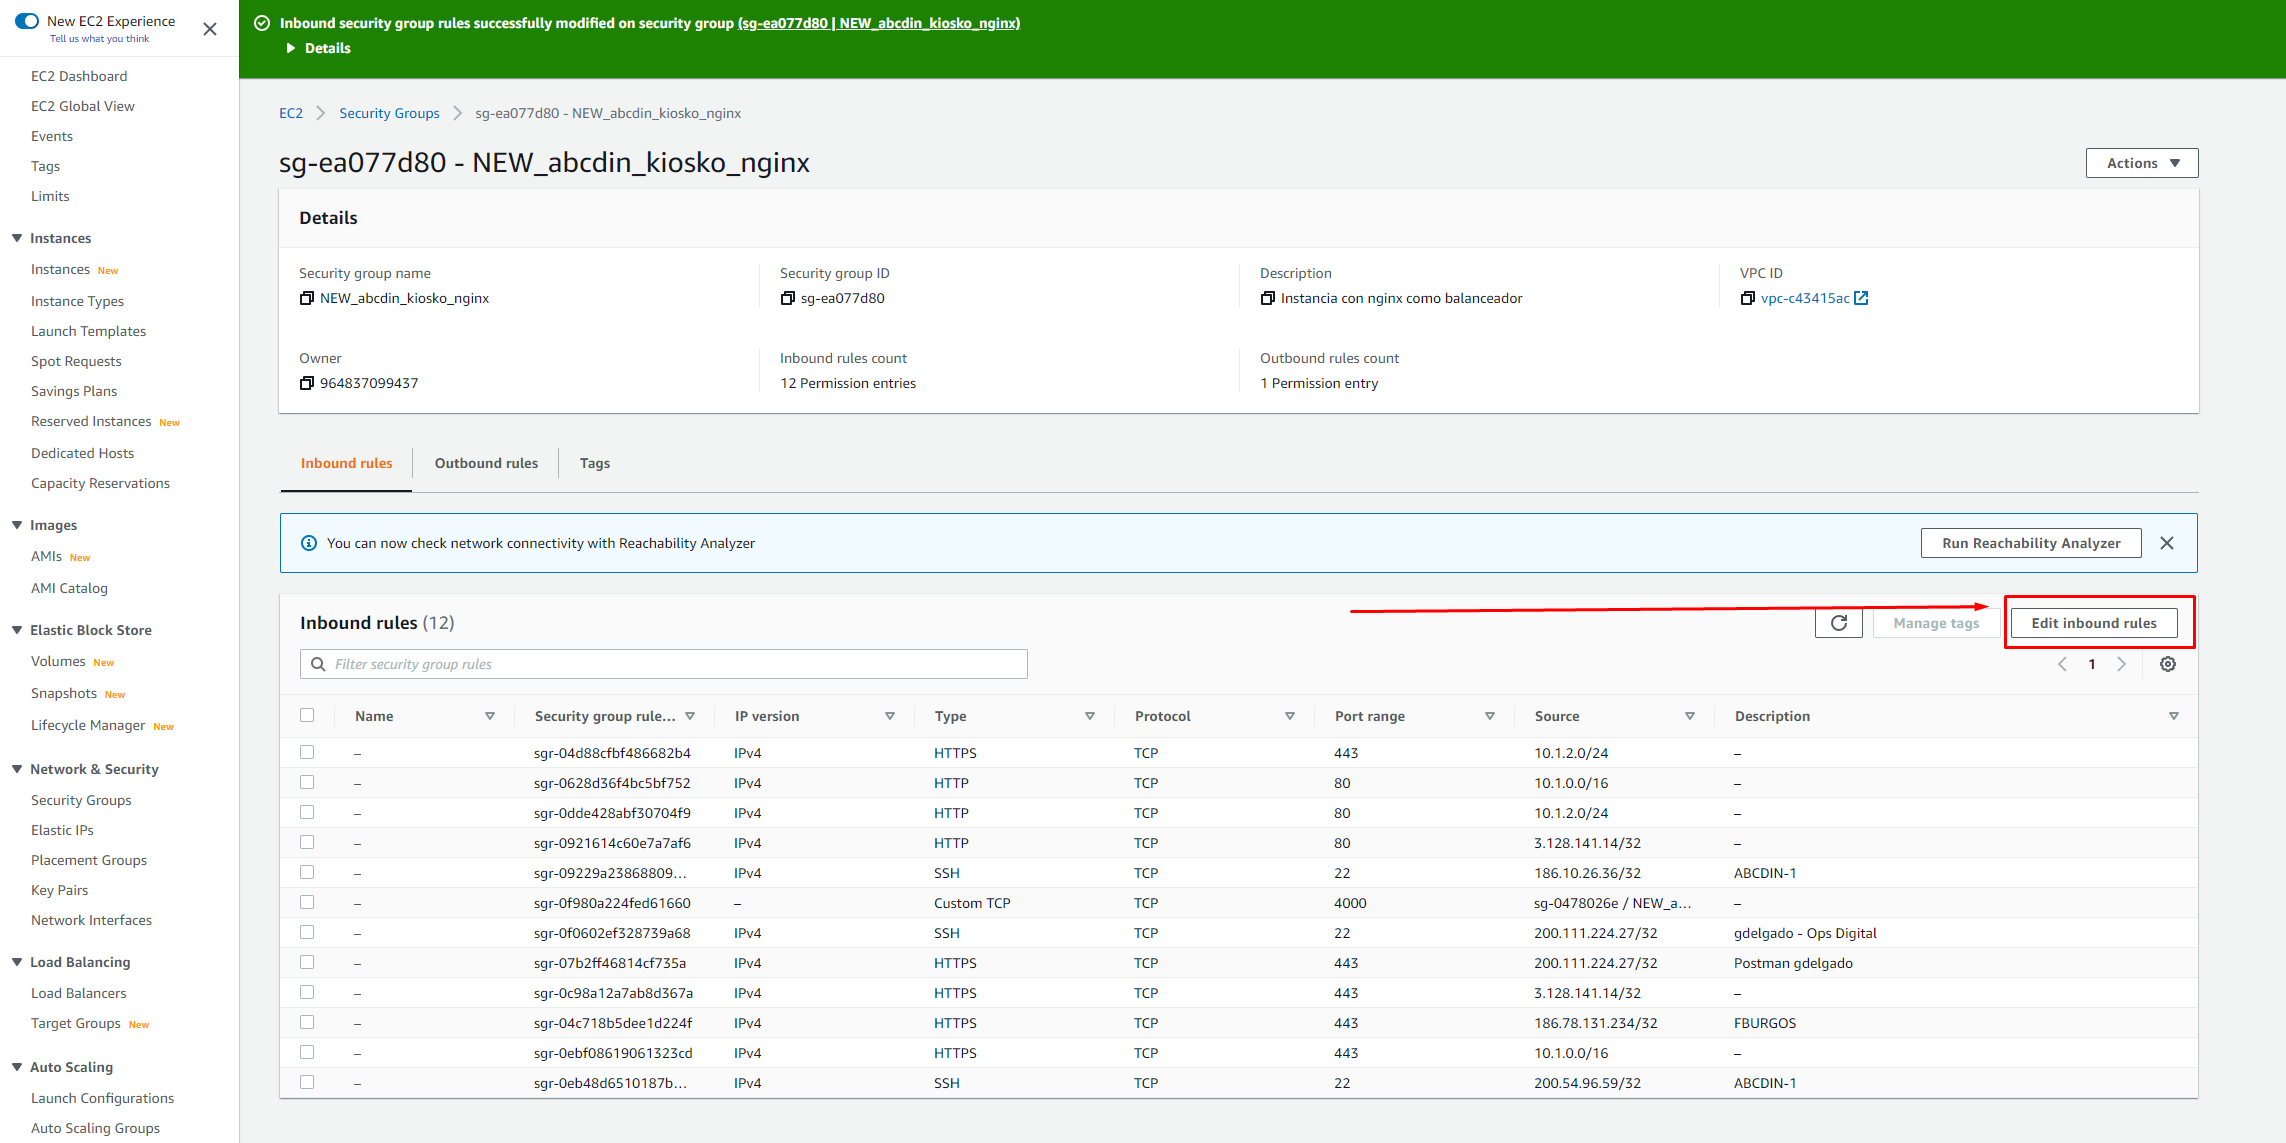 New EC2 Experience
Tell us what you think
EC2 Dashboard
EC2 Global View
Events
Tags
Limits
Instances
Instances New
Instance Types
Launch Templates
Spot Requests
Savings Plans
Reserved Instances New
Dedicated Hosts
Capacity Reservations
Images
AMIs New
AMI Catalog
Elastic Block Store
Volumes New
Snapshots New
Lifecycle Manager New
Network & Security
Security Groups
Elastic IPs
Placement Groups
Key Pairs
Network Interfaces
Load Balancing
Load Balancers
Target Groups New
Auto Scaling
Launch Configurations
Auto Scaling Groups
Inbound security group rules successfully modified on security group (sg-ea077d80 | NEW_abcdin_kiosko_nginx)
Details
EC2 Security Groups sg-ea077d80 - NEW_abcdin_kiosko_nginx
sg-ea077d80 - NEW_abcdin_kiosko_nginx
Actions
Details
Security group name Security group ID Description VPC ID
NEW_abcdin_kiosko_nginx sg-ea077d80 Instancia con nginx como balanceador vpc-c43415ac
Owner Inbound rules count Outbound rules count
964837099437 12 Permission entries 1 Permission entry
Inbound rules Outbound rules Tags
You can now check network connectivity with Reachability Analyzer Run Reachability Analyzer
Inbound rules (12) Manage tags Edit inbound rules
Filter security group rules 1
Name Security group rule... IP version Type Protocol Port range Source Description
– sgr-04d88cfbf486682b4 IPv4 HTTPS TCP 443 10.1.2.0/24 –
– sgr-0628d36f4bc5bf752 IPv4 HTTP TCP 80 10.1.0.0/16 –
– sgr-0dde428abf30704f9 IPv4 HTTP TCP 80 10.1.2.0/24 –
– sgr-0921614c60e7a7af6 IPv4 HTTP TCP 80 3.128.141.14/32 –
– sgr-09229a23868809... IPv4 SSH TCP 22 186.10.26.36/32 ABCDIN-1
– sgr-0f980a224fed61660 – Custom TCP TCP 4000 sg-0478026e / NEW_a... –
– sgr-0f0602ef328739a68 IPv4 SSH TCP 22 200.111.224.27/32 gdelgado - Ops Digital
– sgr-07b2ff46814cf735a IPv4 HTTPS TCP 443 200.111.224.27/32 Postman gdelgado
– sgr-0c98a12a7ab8d367a IPv4 HTTPS TCP 443 3.128.141.14/32 –
– sgr-04c718b5dee1d224f IPv4 HTTPS TCP 443 186.78.131.234/32 FBURGOS
– sgr-0ebf08619061323cd IPv4 HTTPS TCP 443 10.1.0.0/16 –
– sgr-0eb48d6510187b... IPv4 SSH TCP 22 200.54.96.59/32 ABCDIN-1